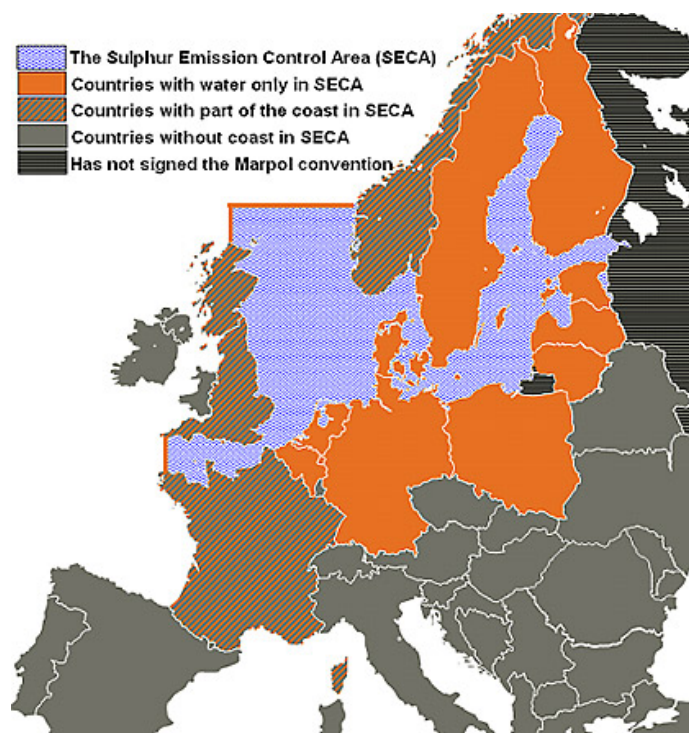 The Sulphur Emission Control Area (SECA)
Countries with water only in SECA
Countries with part of the coast in SECA
Countries without coast in SECA
Has not signed the Marpol convention